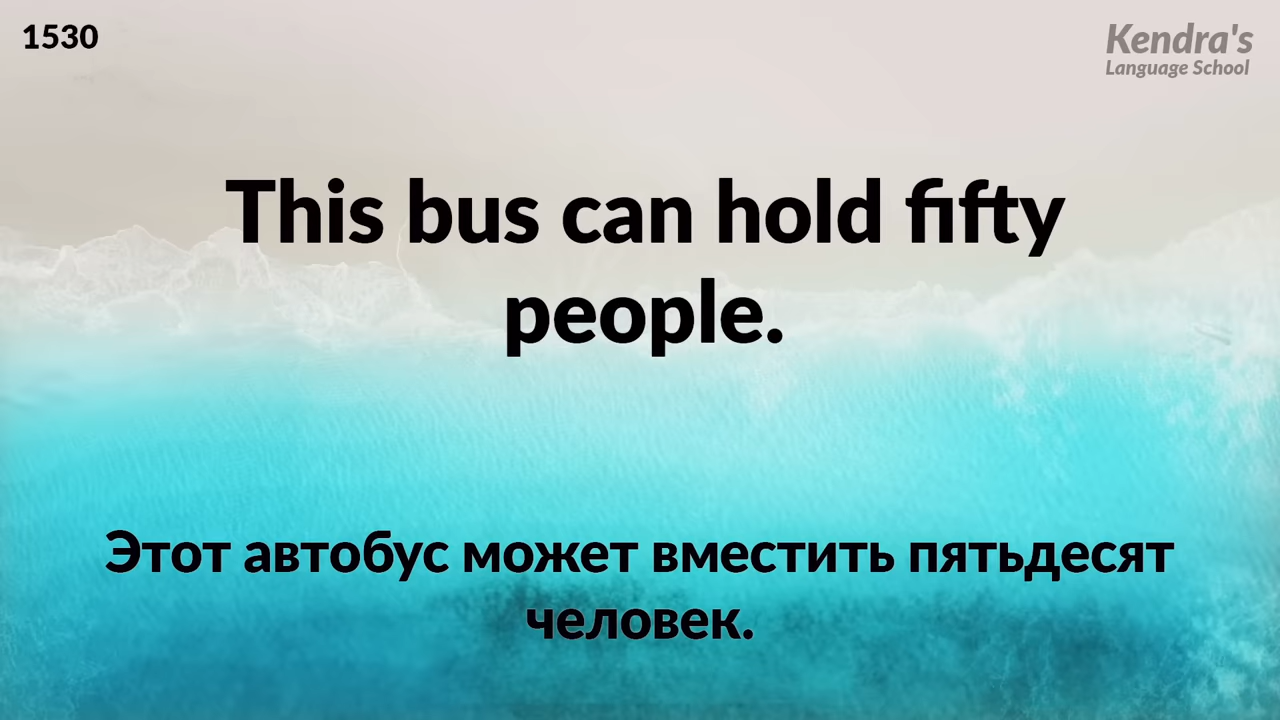 1530
Kendra's
Language School
This bus can hold fifty
people.
Этот автобус может вместить пятьдесят
человек.